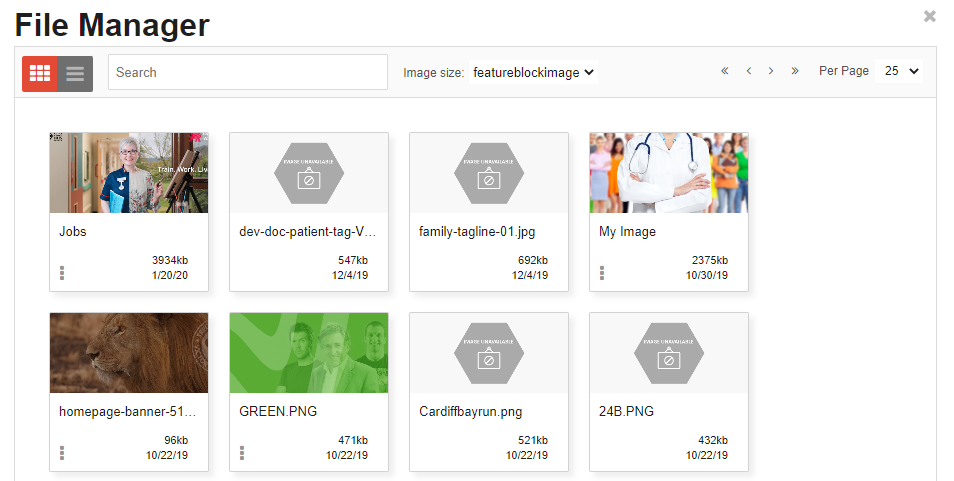 File Manager
Search
Image size: featureblockimage
Per Page 25
Train. Work. Liv
IMAGE UNAVAILABLE
IMAGE UNAVAILABLE
Jobs
dev-doc-patient-tag-V...
family-tagline-01.jpg
My Image
3934kb
547kb
692kb
2375kb
1/20/20
12/4/19
12/4/19
10/30/19
IMAGE UNAVAILABLE
IMAGE UNAVAILABLE
homepage-banner-51...
GREEN.PNG
Cardiffbayrun.png
24B.PNG
96kb
471kb
521kb
432kb
10/22/19
10/22/19
10/22/19
10/22/19